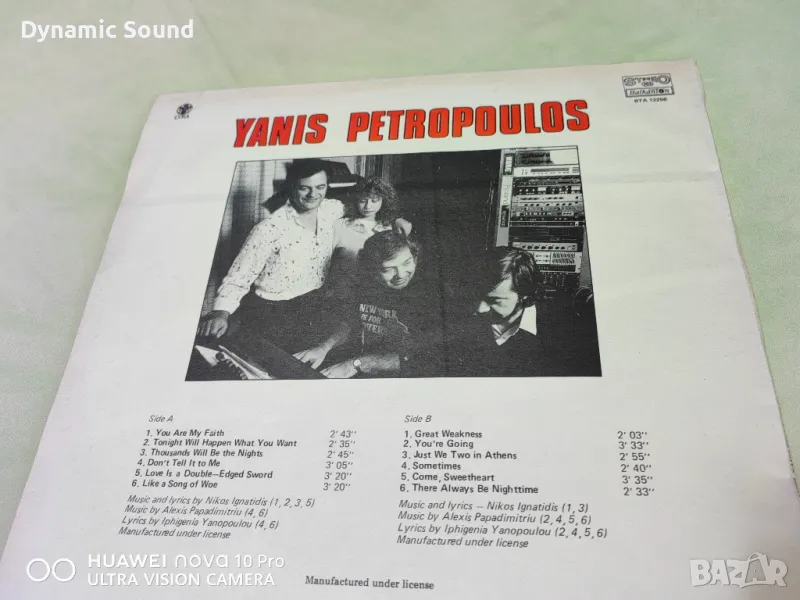 Dynamic Sound
LYRA
STEREO
balkanton
BTA 12266
YANIS PETROPOULOS
NEW YORK
IS FOR
Side A
1. You Are My Faith 2' 43''
2. Tonight Will Happen What You Want 2' 35''
3. Thousands Will Be the Nights 2' 45''
4. Don't Tell It to Me 3' 05''
5. Love Is a Double—Edged Sword 3' 20''
6. Like a Song of Woe 3' 20''
Music and lyrics by Nikos Ignatidis (1, 2, 3, 5)
Music by Alexis Papadimitriu (4, 6)
Lyrics by Iphigenia Yanopoulou (4, 6)
Manufactured under license
Side B
1. Great Weakness 2' 03''
2. You're Going 3' 33''
3. Just We Two in Athens 2' 55''
4. Sometimes 2' 40''
5. Come, Sweetheart 3' 35''
6. There Always Be Nighttime 2' 33''
Music and lyrics — Nikos Ignatidis (1, 3)
Music by Alexis Papadimitriu (2, 4, 5, 6)
Lyrics by Iphigenia Yanopoulou (2, 4, 5, 6)
Manufactured under license
Manufactured under license
HUAWEI nova 10 Pro
ULTRA VISION CAMERA
BAZAR